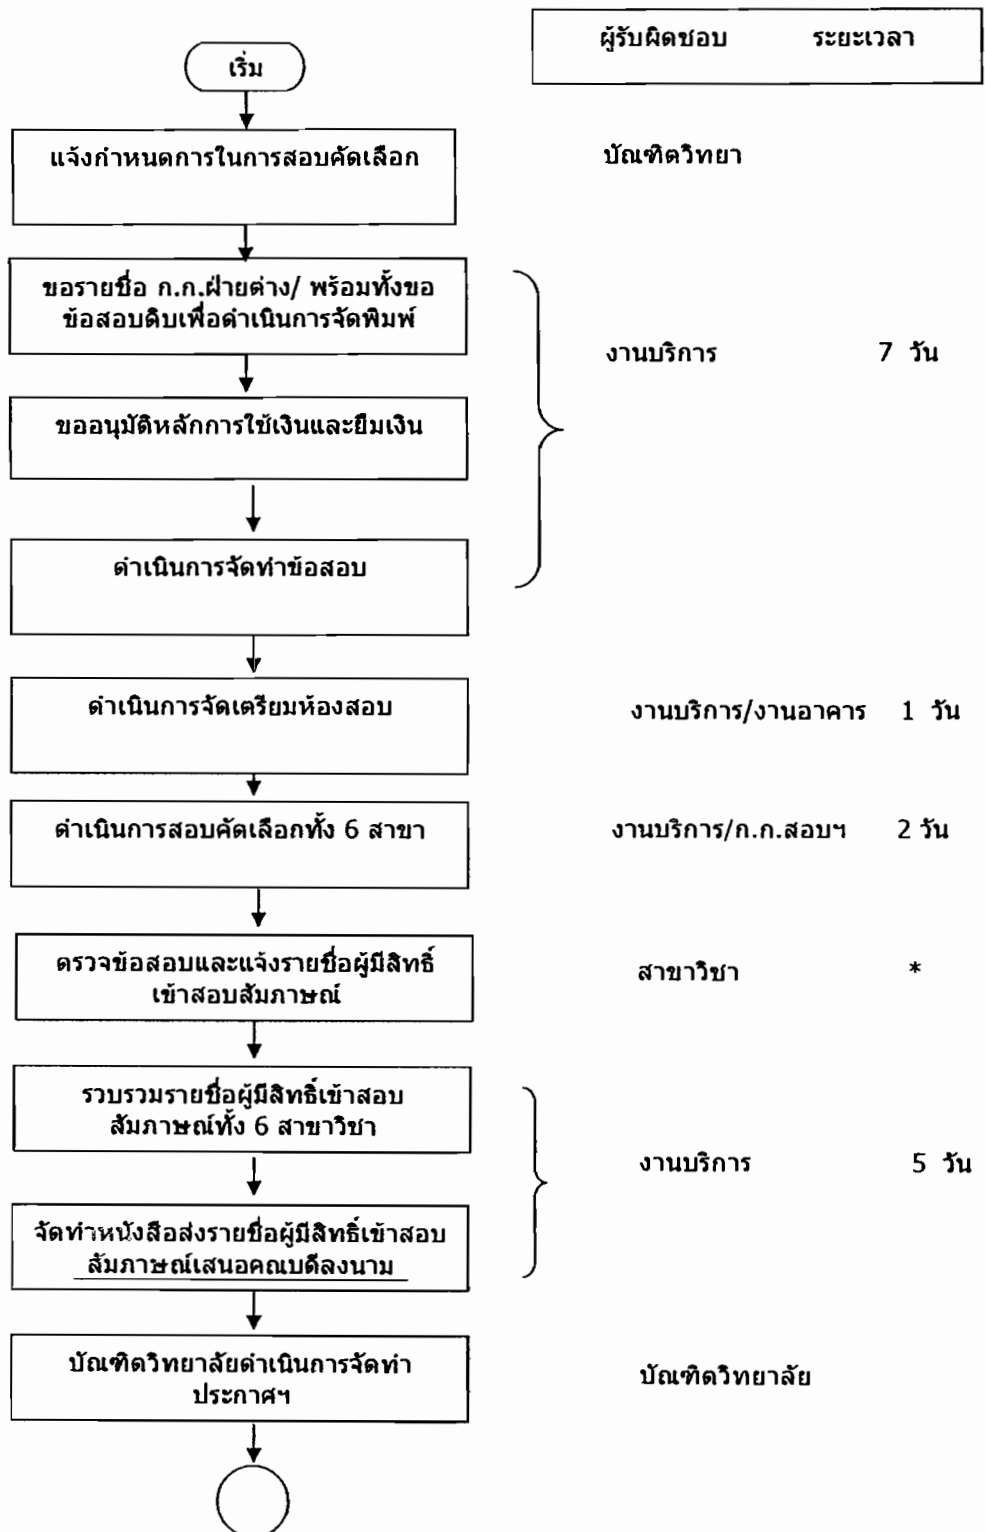 ผู้รับผิดชอบ ระยะเวลา
เริ่ม
แจ้งกำหนดการในการสอบคัดเลือก
บัณฑิตวิทยา
ขอรายชื่อ ก.ก.ฝ่ายต่าง/ พร้อมทั้งขอ
ข้อสอบดิบเพื่อดำเนินการจัดพิมพ์
งานบริการ 7 วัน
ขออนุมัติหลักการใช้เงินและยืมเงิน
ดำเนินการจัดทำข้อสอบ
ดำเนินการจัดเตรียมห้องสอบ
งานบริการ/งานอาคาร 1 วัน
ดำเนินการสอบคัดเลือกทั้ง 6 สาขา
งานบริการ/ก.ก.สอบฯ 2 วัน
ตรวจข้อสอบและแจ้งรายชื่อผู้มีสิทธิ์
เข้าสอบสัมภาษณ์
สาขาวิชา *
รวบรวมรายชื่อผู้มีสิทธิ์เข้าสอบ
สัมภาษณ์ทั้ง 6 สาขาวิชา
งานบริการ 5 วัน
จัดทำหนังสือส่งรายชื่อผู้มีสิทธิ์เข้าสอบ
สัมภาษณ์เสนอคณบดีลงนาม
บัณฑิตวิทยาลัยดำเนินการจัดทำ
ประกาศฯ
บัณฑิตวิทยาลัย